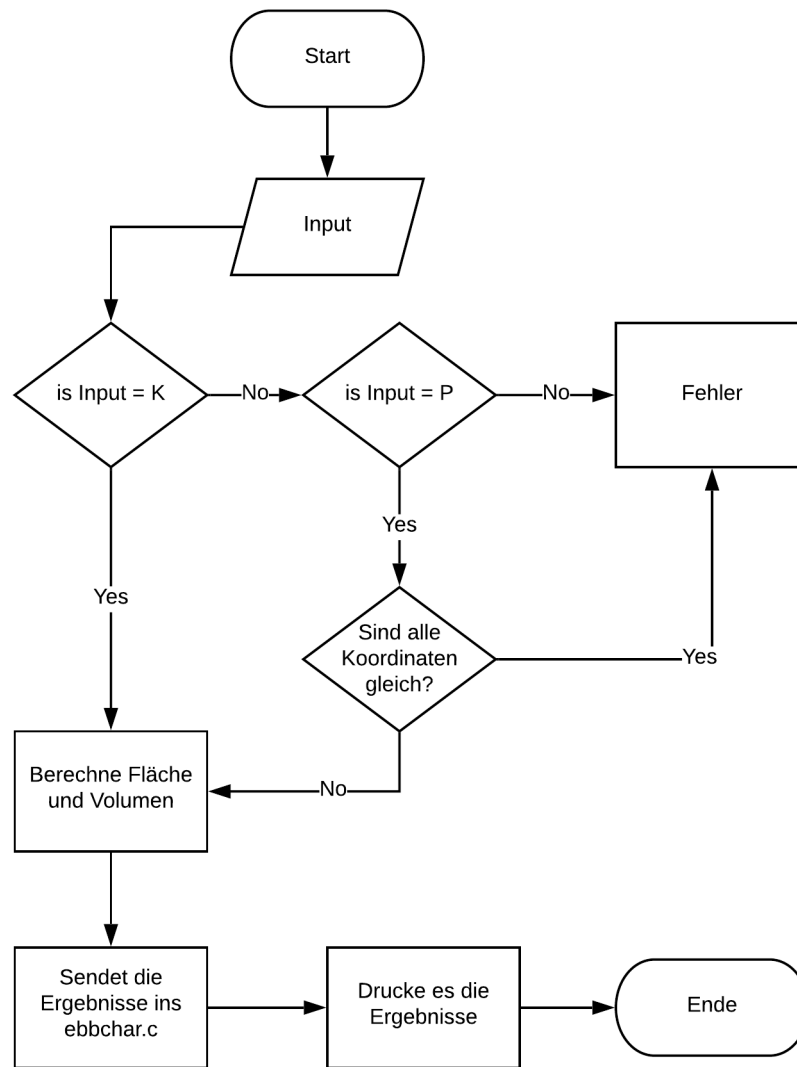 Start
Input
is Input = K
No
is Input = P
No
Fehler
Yes
Yes
Sind alle
Koordinaten
gleich?
Yes
Berechne Fläche
und Volumen
No
Sendet die
Ergebnisse ins
ebbchar.c
Drucke es die
Ergebnisse
Ende